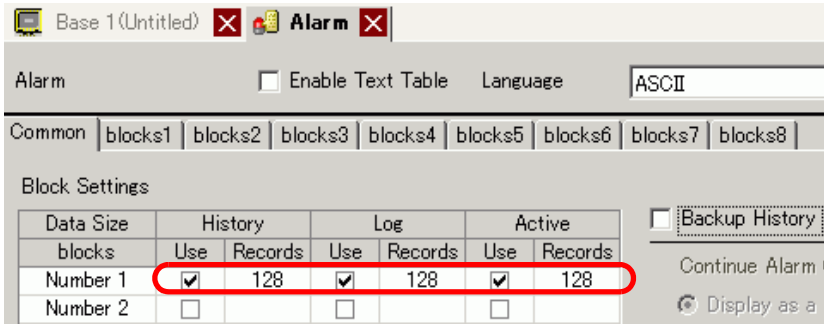 Base 1(Untitled) Alarm
Alarm Enable Text Table Language ASCII
Common blocks1 blocks2 blocks3 blocks4 blocks5 blocks6 blocks7 blocks8
Block Settings
Data Size History Log Active Backup History
blocks Use Records Use Records Use Records
Continue Alarm
Number 1 128 128 128
Number 2 Display as a